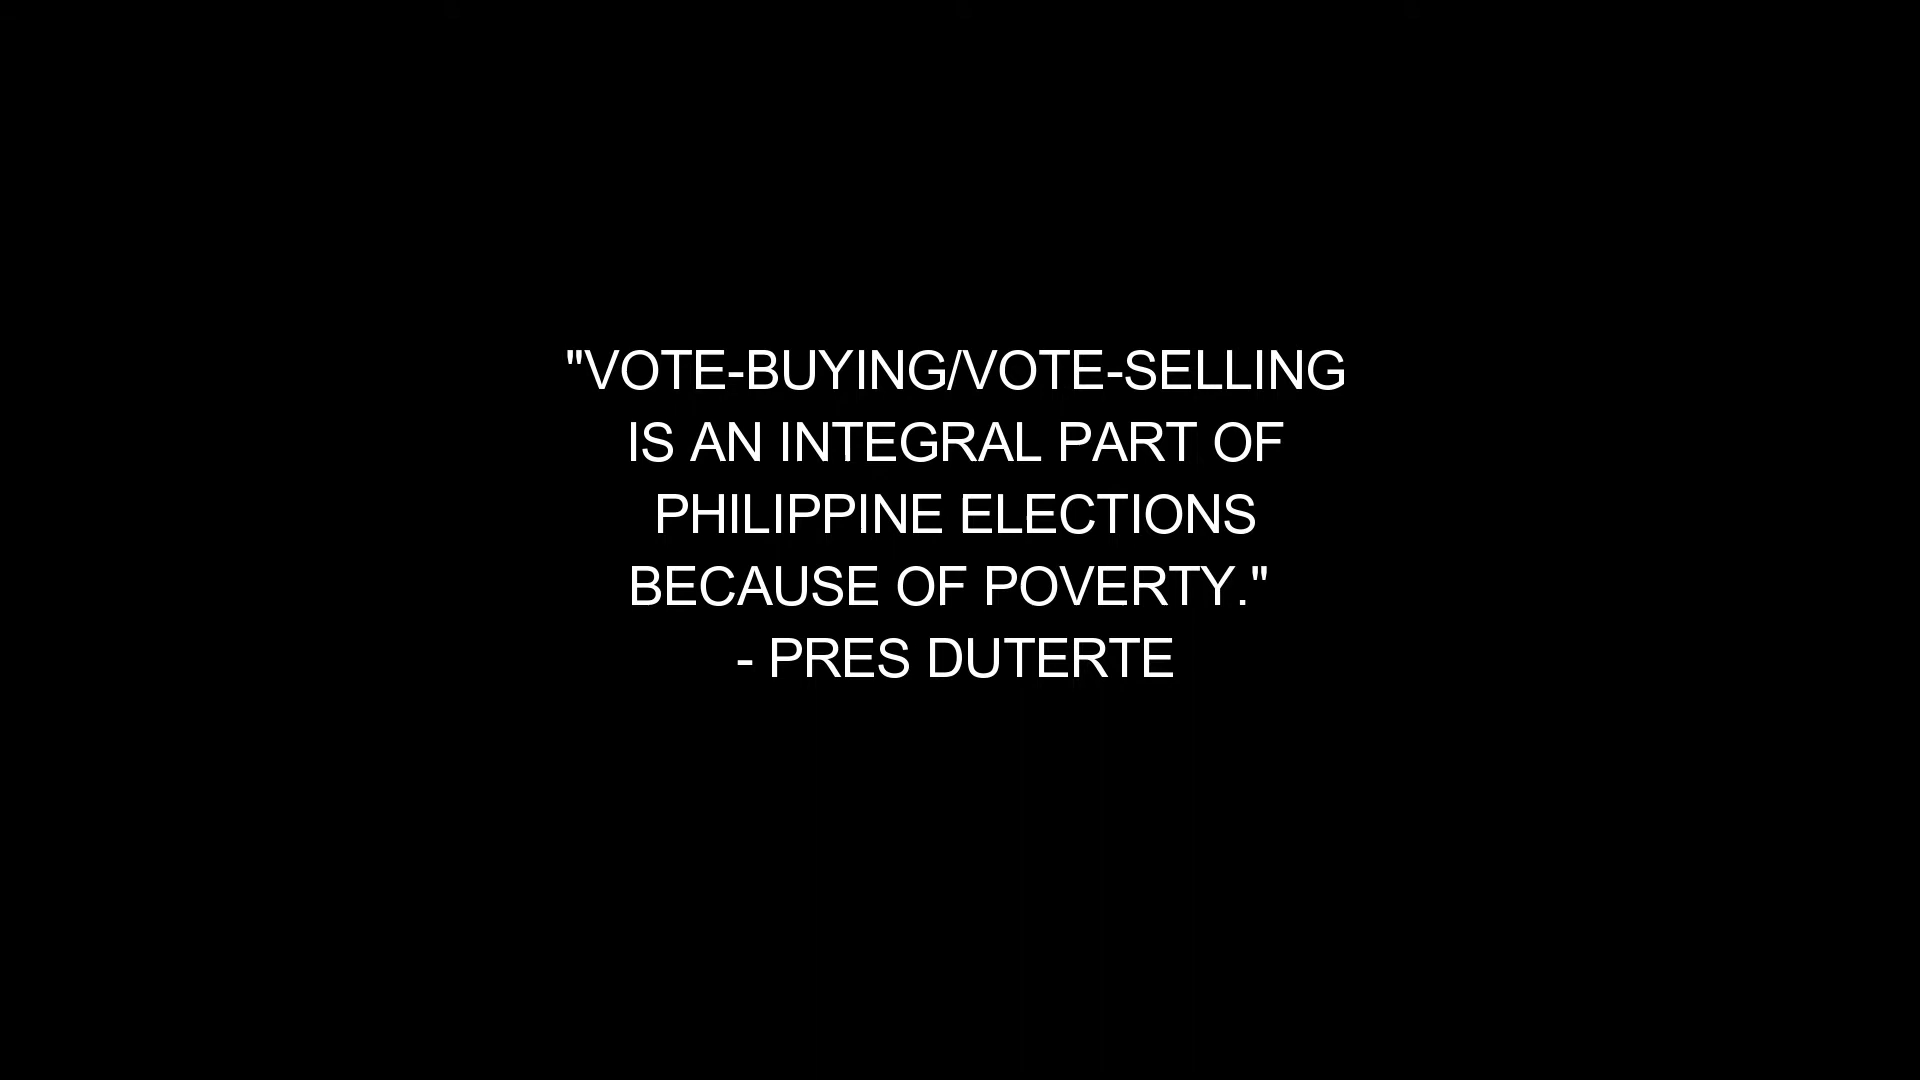 "VOTE-BUYING/VOTE-SELLING
IS AN INTEGRAL PART OF
PHILIPPINE ELECTIONS
BECAUSE OF POVERTY."
- PRES DUTERTE